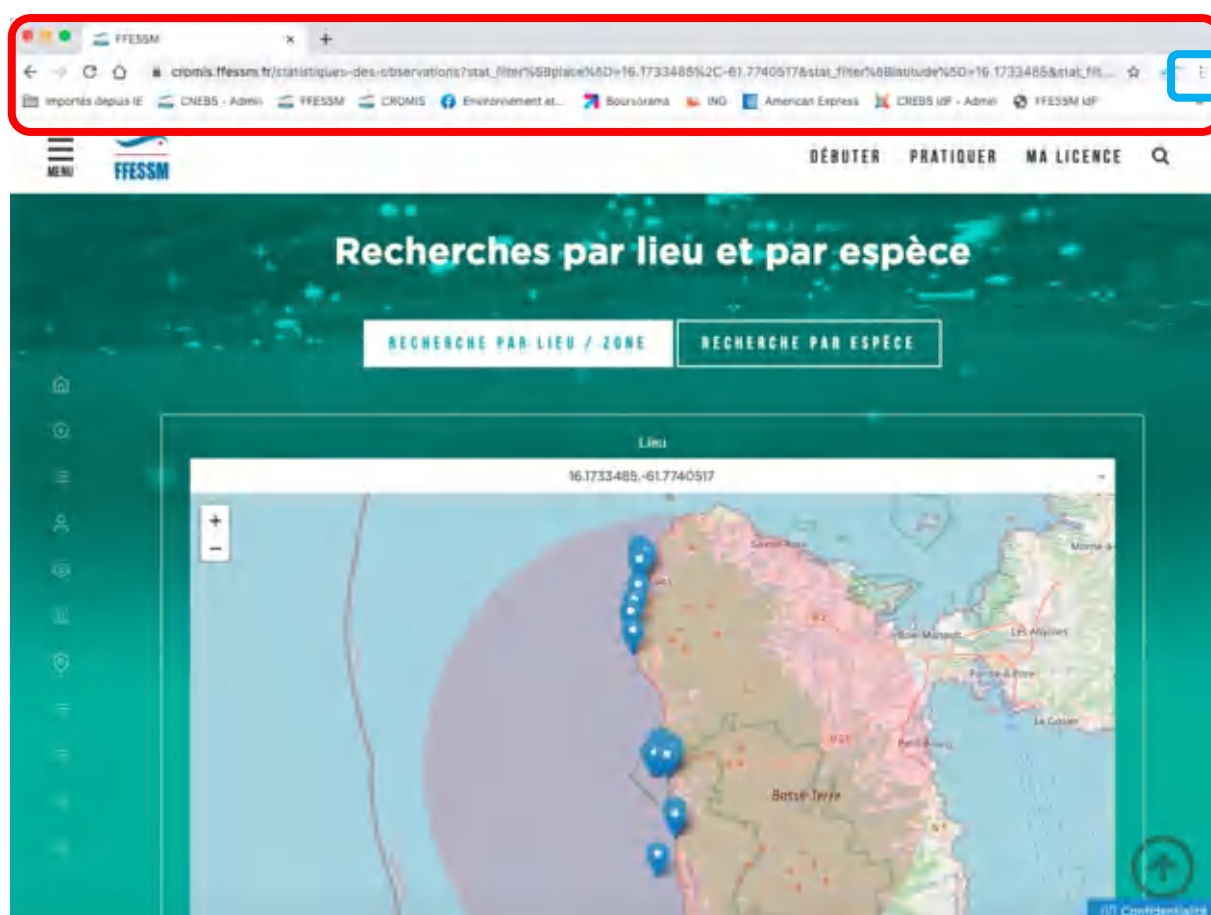 FFESSM × +
cromis.ffessm.fr/statistiques-des-observations?stat_filter%5Bplace%5D=16.1733485%2C-61.7740517&stat_filter%5Blatitude%5D=16.1733485&stat_filt...
Importés depuis IE CNEBS - Admin FFESSM CROMIS Environnement et... Boursorama ING American Express CREBS IdF - Admin FFESSM IdF
MENU FFESSM DÉBUTER PRATIQUER MA LICENCE
Recherches par lieu et par espèce
RECHERCHE PAR LIEU / ZONE RECHERCHE PAR ESPÈCE
Lieu
16.1733485,-61.7740517
+
−
Sainte-Rose
Morne-à-
N 2
Baie-Mahault
Les Abymes
Pointe-à-Pitre
Le Gosier
Petit-Bourg
Basse-Terre
N 1
Confidentialité